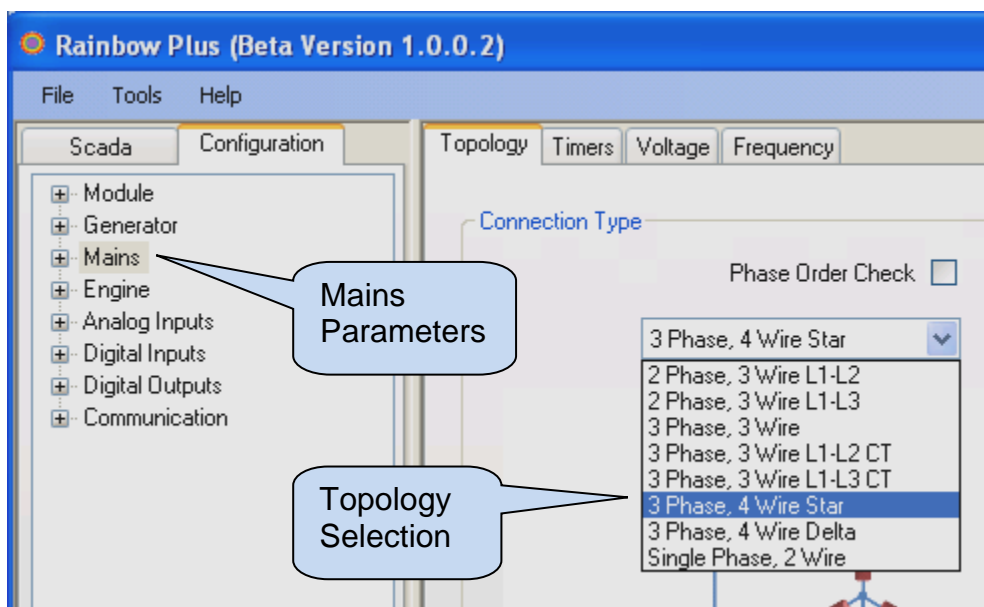 Rainbow Plus (Beta Version 1.0.0.2)
File Tools Help
Scada Configuration
Module
Generator
Mains
Engine
Analog Inputs
Digital Inputs
Digital Outputs
Communication
Mains
Parameters
Topology
Selection
Topology Timers Voltage Frequency
Connection Type
Phase Order Check
3 Phase, 4 Wire Star
2 Phase, 3 Wire L1-L2
2 Phase, 3 Wire L1-L3
3 Phase, 3 Wire
3 Phase, 3 Wire L1-L2 CT
3 Phase, 3 Wire L1-L3 CT
3 Phase, 4 Wire Star
3 Phase, 4 Wire Delta
Single Phase, 2 Wire